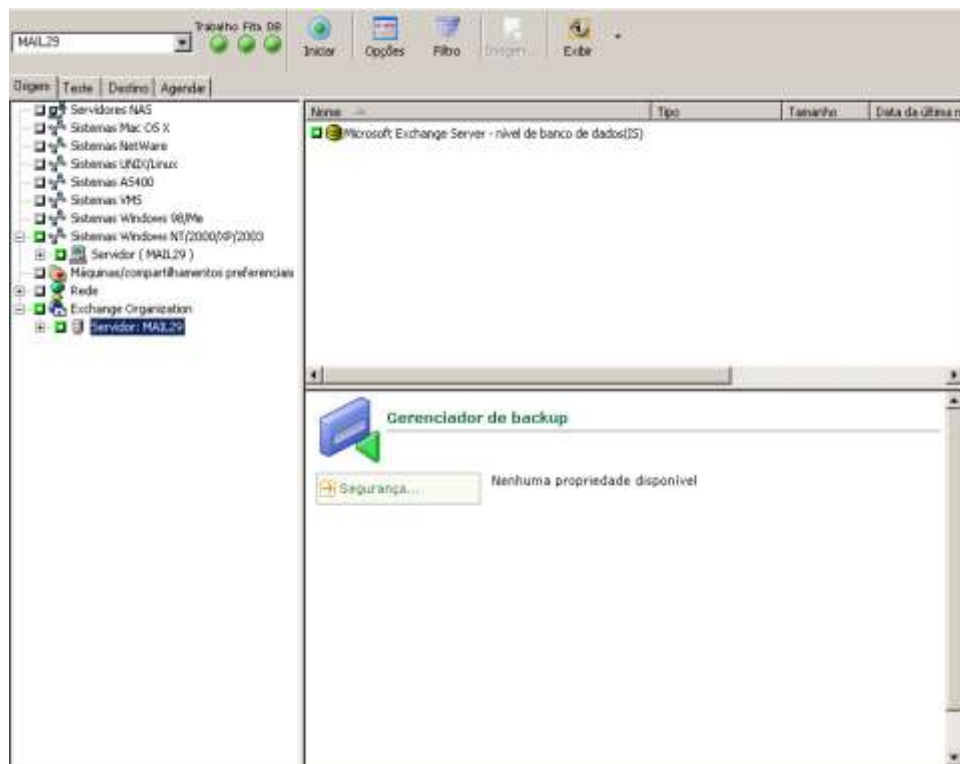 MAIL29
Trabalho Fita DB
Iniciar
Opções
Filtro
Imagem...
Exibir
Origem
Teste
Destino
Agendar
Servidores NAS
Sistemas Mac OS X
Sistemas NetWare
Sistemas UNIX/Linux
Sistemas AS400
Sistemas VMS
Sistemas Windows 98/Me
Sistemas Windows NT/2000/XP/2003
Servidor ( MAIL29 )
Máquinas/compartilhamentos preferenciais
Rede
Exchange Organization
Servidor: MAIL29
Nome
Tipo
Tamanho
Data da última
Microsoft Exchange Server - nível de banco de dados(IS)
Gerenciador de backup
Segurança...
Nenhuma propriedade disponível